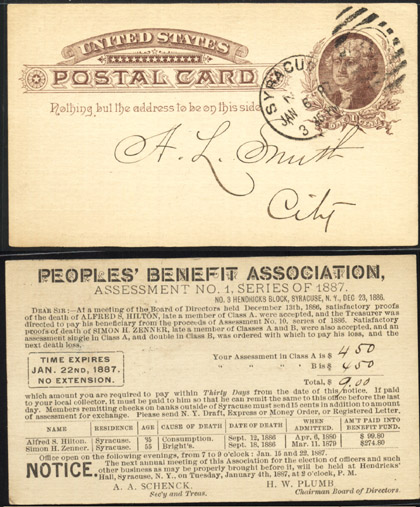 UNITED STATES
POSTAL CARD
Nothing but the address to be on this side.
SYRACUSE
JAN 5
A. L. Smith
City
PEOPLES' BENEFIT ASSOCIATION,
ASSESSMENT NO. 1, SERIES OF 1887.
NO. 3 HENDRICKS BLOCK, SYRACUSE, N. Y., DEC 23, 1886.
DEAR SIR:—At a meeting of the Board of Directors held December 15th, 1886, satisfactory proofs
of the death of ALFRED S. HILTON, late a member of Class A., were accepted, and the Treasurer was
directed to pay his beneficiary from the proceeds of Assessment No. 10, series of 1886. Satisfactory
proofs of death of SIMON H. ZENNER, late a member of Classes A and B, were also accepted, and an
assessment single in Class A, and double in Class B, was ordered with which to pay his loss, and the
next death loss.
TIME EXPIRES
JAN. 22ND, 1887.
NO EXTENSION.
Your Assessment in Class A is $ 4 50
" " B is $ 4 50
Total, $ 9.00
which amount you are required to pay within Thirty Days from the date of this notice. If paid
to your local collector, it must be paid to him so that he can remit the same to this office before the last
day. Members remitting checks on banks outside of Syracuse must send 15 cents in addition to amount
of assessment for exchange. Please send N. Y. Draft, Express or Money Order, or Registered Letter.
NAME. RESIDENCE AGE CAUSE OF DEATH DATE OF DEATH WHEN ADMITTED. AM'T PAID INTO BENEFIT FUND.
Alfred S. Hilton. Syracuse. Consumption. Sept. 12, 1886 Apr. 6, 1880 $ 99.80
Simon H. Zenner. Syracuse. 55 Bright's. Sept. 18, 1886 Mar. 11, 1879 $274.80
Office open on following evenings, from 7 to 9 o'clock: Jan. 15 and 22, 1887.
NOTICE. The next annual meeting of this Association for the election of officers and such
other business as may be properly brought before it, will be held at Hendricks'
Hall, Syracuse, N. Y., on Tuesday, January 4th, 1887, at 2 o'clock, P. M.
A. A. SCHENCK, H. W. PLUMB
Sec'y and Treas. Chairman Board of Directors.